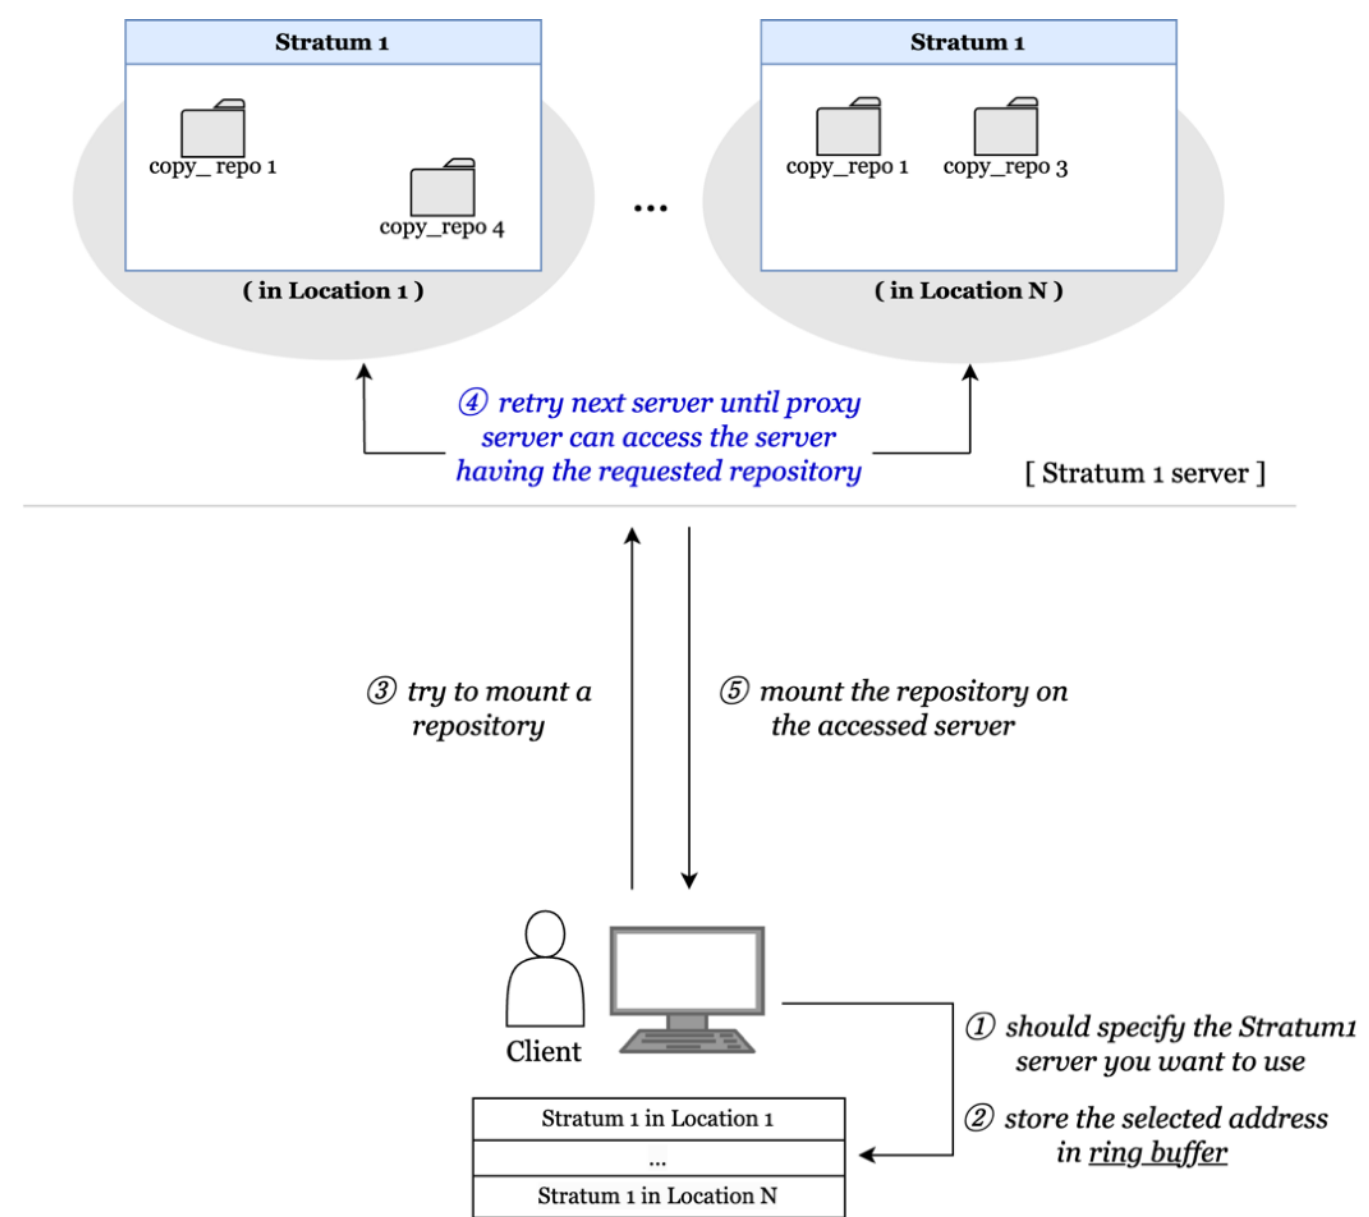 Stratum 1
Stratum 1
copy_ repo 1
copy_repo 4
...
copy_repo 1
copy_repo 3
( in Location 1 )
( in Location N )
④ retry next server until proxy
server can access the server
having the requested repository
[ Stratum 1 server ]
③ try to mount a
repository
⑤ mount the repository on
the accessed server
Client
① should specify the Stratum1
server you want to use
② store the selected address
in ring buffer
Stratum 1 in Location 1
...
Stratum 1 in Location N